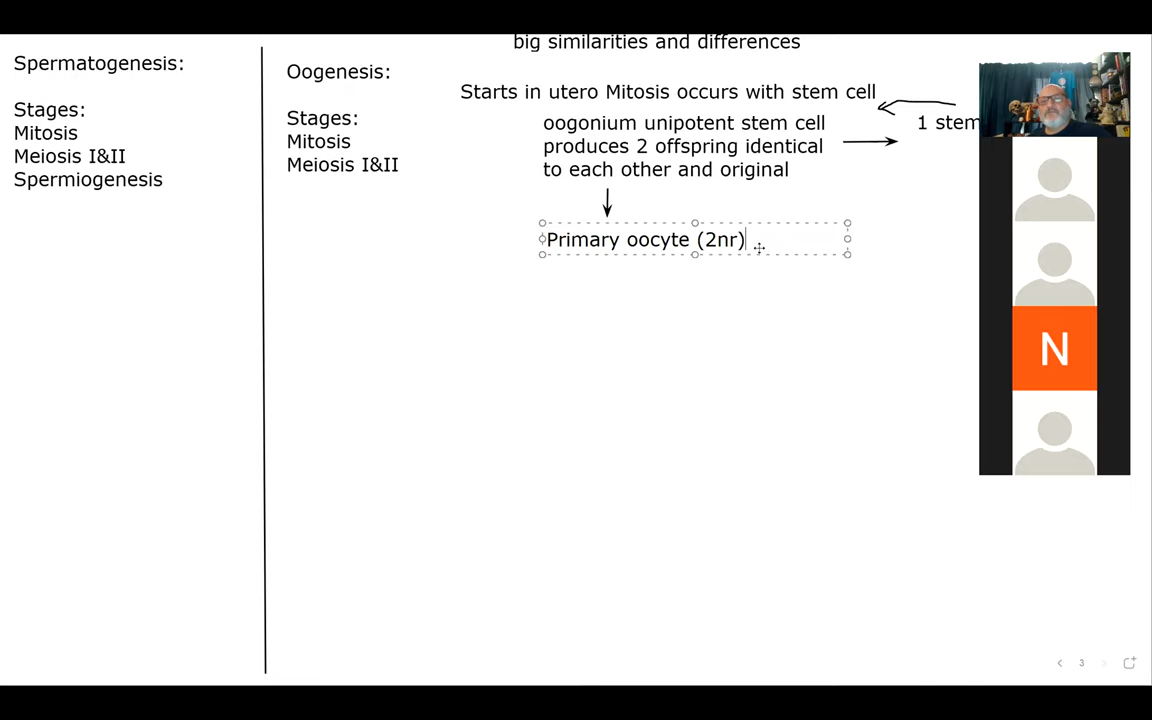 big similarities and differences
Spermatogenesis:
Stages:
Mitosis
Meiosis I&II
Spermiogenesis
Oogenesis:
Stages:
Mitosis
Meiosis I&II
Starts in utero Mitosis occurs with stem cell
oogonium unipotent stem cell
produces 2 offspring identical
to each other and original
1 stem
Primary oocyte (2nr)
N
3